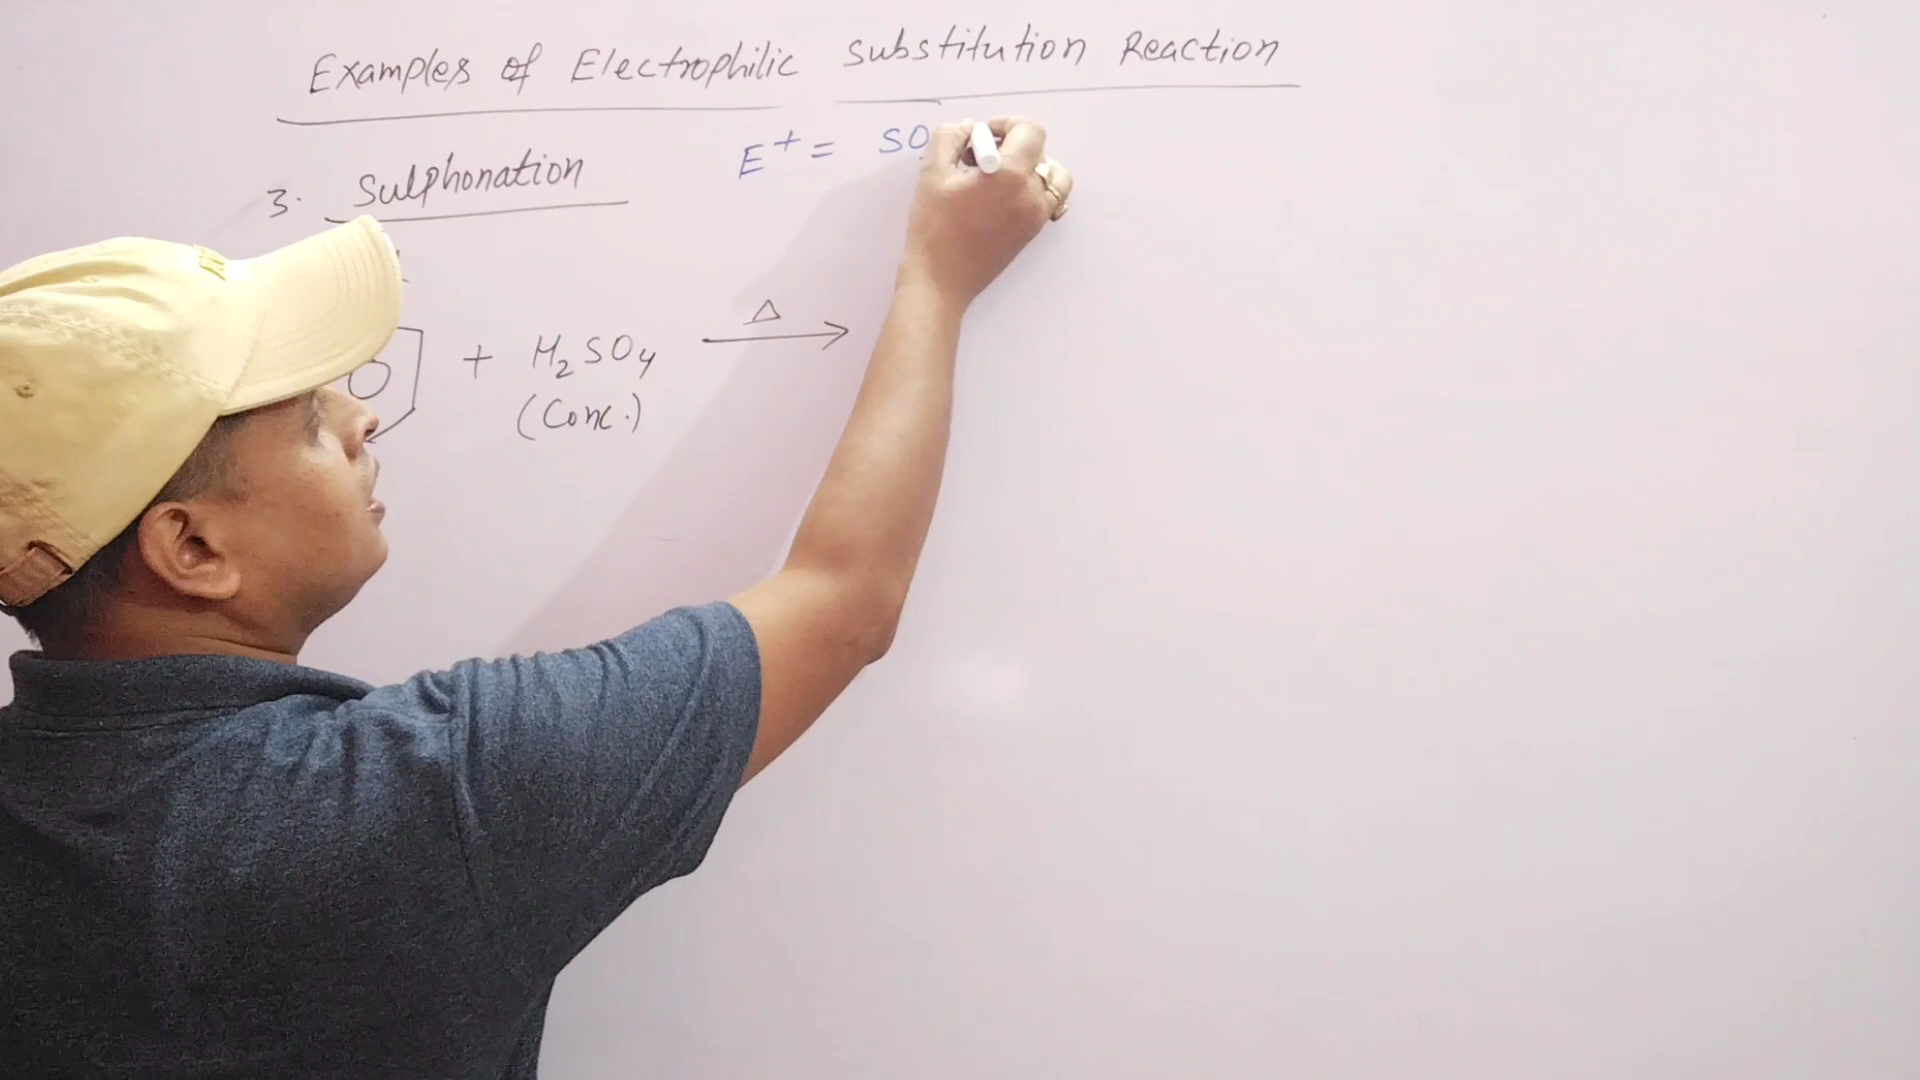 Examples of Electrophilic Substitution Reaction
3. Sulphonation
E+ = SO
+ H2SO4 Δ →
(Conc.)